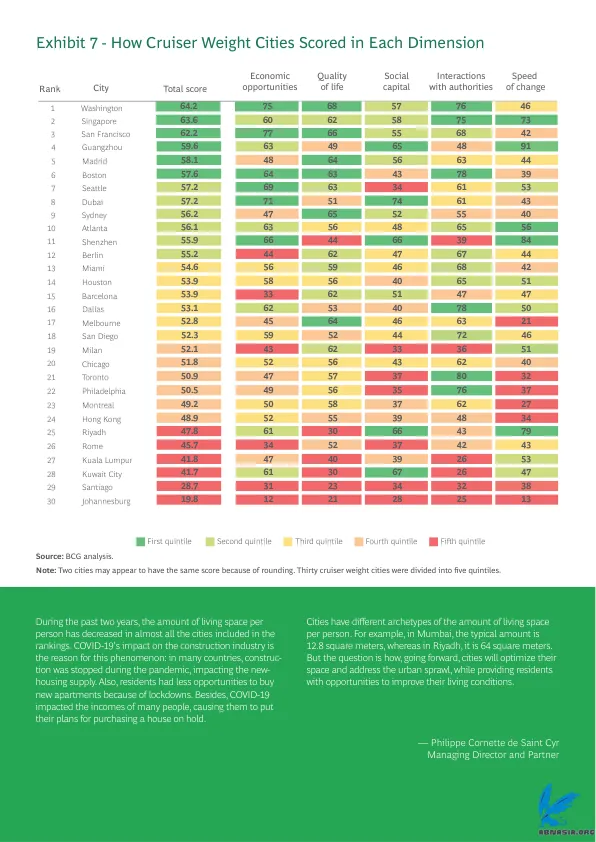 Exhibit 7 - How Cruiser Weight Cities Scored in Each Dimension
Rank City Total score Economic opportunities Quality of life Social capital Interactions with authorities Speed of change
1 Washington 64.2 75 68 57 76 46
2 Singapore 63.6 60 62 58 75 73
3 San Francisco 62.2 77 66 55 68 42
4 Guangzhou 59.6 63 49 65 48 91
5 Madrid 58.1 48 64 56 63 44
6 Boston 57.6 64 63 43 78 39
7 Seattle 57.2 69 63 34 61 53
8 Dubai 57.2 71 51 74 61 43
9 Sydney 56.2 47 65 52 55 40
10 Atlanta 56.1 63 56 48 65 56
11 Shenzhen 55.9 66 44 66 39 84
12 Berlin 55.2 44 62 47 67 44
13 Miami 54.6 56 59 46 68 42
14 Houston 53.9 58 56 40 65 51
15 Barcelona 53.9 33 62 51 47 47
16 Dallas 53.1 62 53 40 78 50
17 Melbourne 52.8 45 64 46 63 21
18 San Diego 52.3 59 52 44 72 46
19 Milan 52.1 43 62 33 36 51
20 Chicago 51.8 52 56 43 62 40
21 Toronto 50.9 47 57 37 80 32
22 Philadelphia 50.5 49 56 35 76 37
23 Montreal 49.2 50 58 37 62 27
24 Hong Kong 48.9 52 55 39 48 34
25 Riyadh 47.8 61 30 66 43 79
26 Rome 45.7 34 52 37 42 43
27 Kuala Lumpur 41.8 47 40 39 26 53
28 Kuwait City 41.7 61 30 67 26 47
29 Santiago 28.7 31 23 34 32 38
30 Johannesburg 19.8 12 21 28 25 13
First quintile Second quintile Third quintile Fourth quintile Fifth quintile
Source: BCG analysis.
Note: Two cities may appear to have the same score because of rounding. Thirty cruiser weight cities were divided into five quintiles.
During the past two years, the amount of living space per
person has decreased in almost all the cities included in the
rankings. COVID-19's impact on the construction industry is
the reason for this phenomenon: in many countries, construc-
tion was stopped during the pandemic, impacting the new-
housing supply. Also, residents had less opportunities to buy
new apartments because of lockdowns. Besides, COVID-19
impacted the incomes of many people, causing them to put
their plans for purchasing a house on hold.
Cities have different archetypes of the amount of living space
per person. For example, in Mumbai, the typical amount is
12.8 square meters, whereas in Riyadh, it is 64 square meters.
But the question is how, going forward, cities will optimize their
space and address the urban sprawl, while providing residents
with opportunities to improve their living conditions.
— Philippe Cornette de Saint Cyr
Managing Director and Partner
ABNASIA.ORG